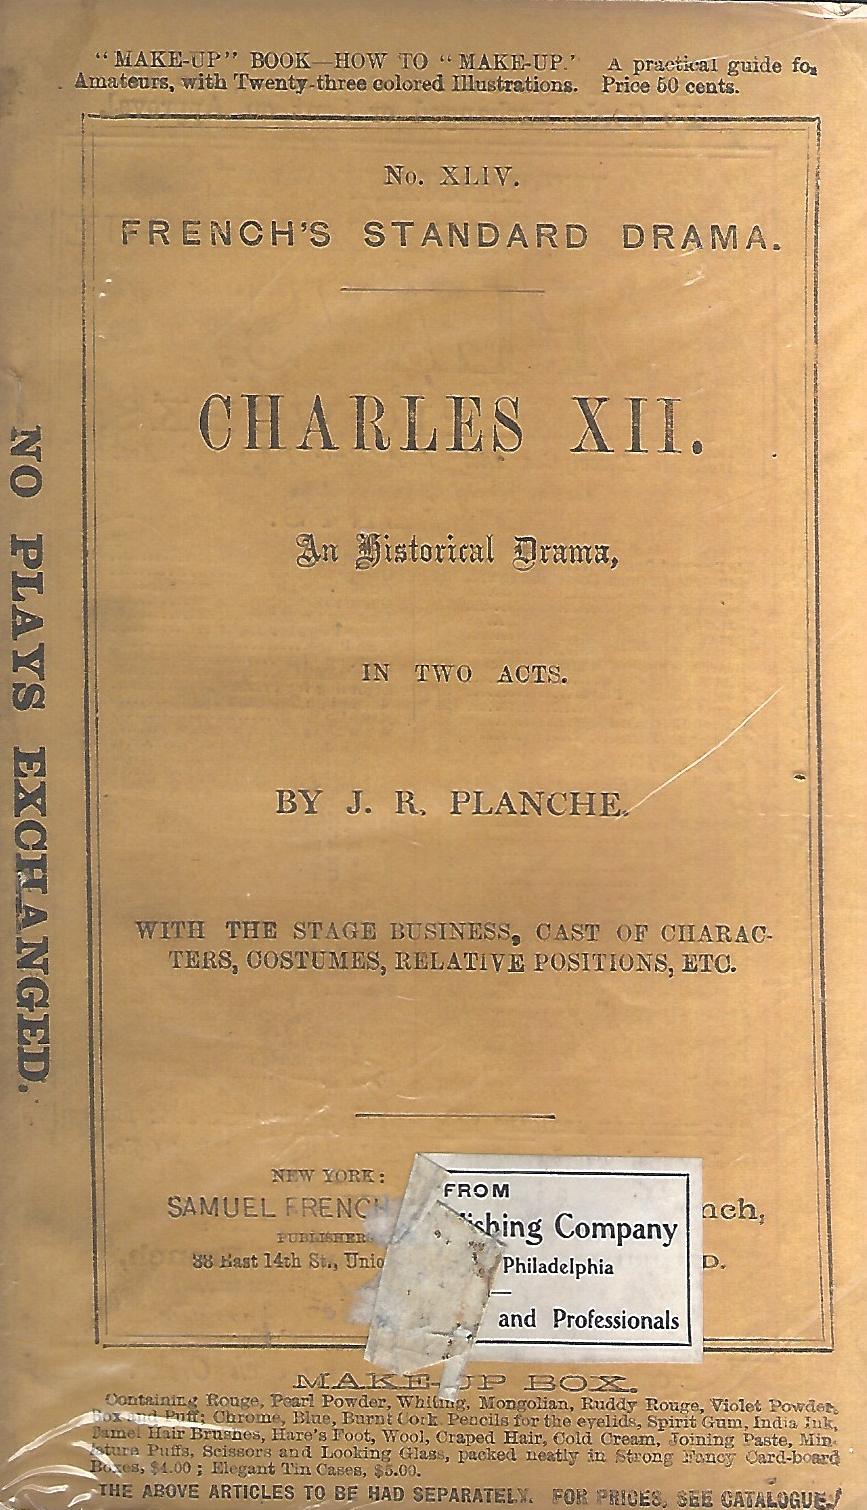 "MAKE-UP" BOOK—HOW TO "MAKE-UP.' A practical guide fo
Amateurs, with Twenty-three colored Illustrations. Price 50 cents.
No. XLIV.
FRENCH'S STANDARD DRAMA.
CHARLES XII.
An Historical Drama,
IN TWO ACTS.
BY J. R. PLANCHE.
WITH THE STAGE BUSINESS, CAST OF CHARAC-
TERS, COSTUMES, RELATIVE POSITIONS, ETC.
NO PLAYS EXCHANGED.
NEW YORK:
SAMUEL FRENCH
PUBLISHER
38 East 14th St., Unio
nch,
D.
FROM
lishing Company
Philadelphia
and Professionals
MAKE-UP BOX.
Containing Rouge, Pearl Powder, Whiting, Mongolian, Ruddy Rouge, Violet Powder,
Box and Puff; Chrome, Blue, Burnt Cork Pencils for the eyelids, Spirit Gum, India Ink,
Camel Hair Brushes, Hare's Foot, Wool, Craped Hair, Cold Cream, Joining Paste, Min-
iature Puffs, Scissors and Looking Glass, packed neatly in Strong Fancy Card-board
Boxes, $4.00; Elegant Tin Cases, $5.00.
THE ABOVE ARTICLES TO BE HAD SEPARATELY. FOR PRICES, SEE CATALOGUE.